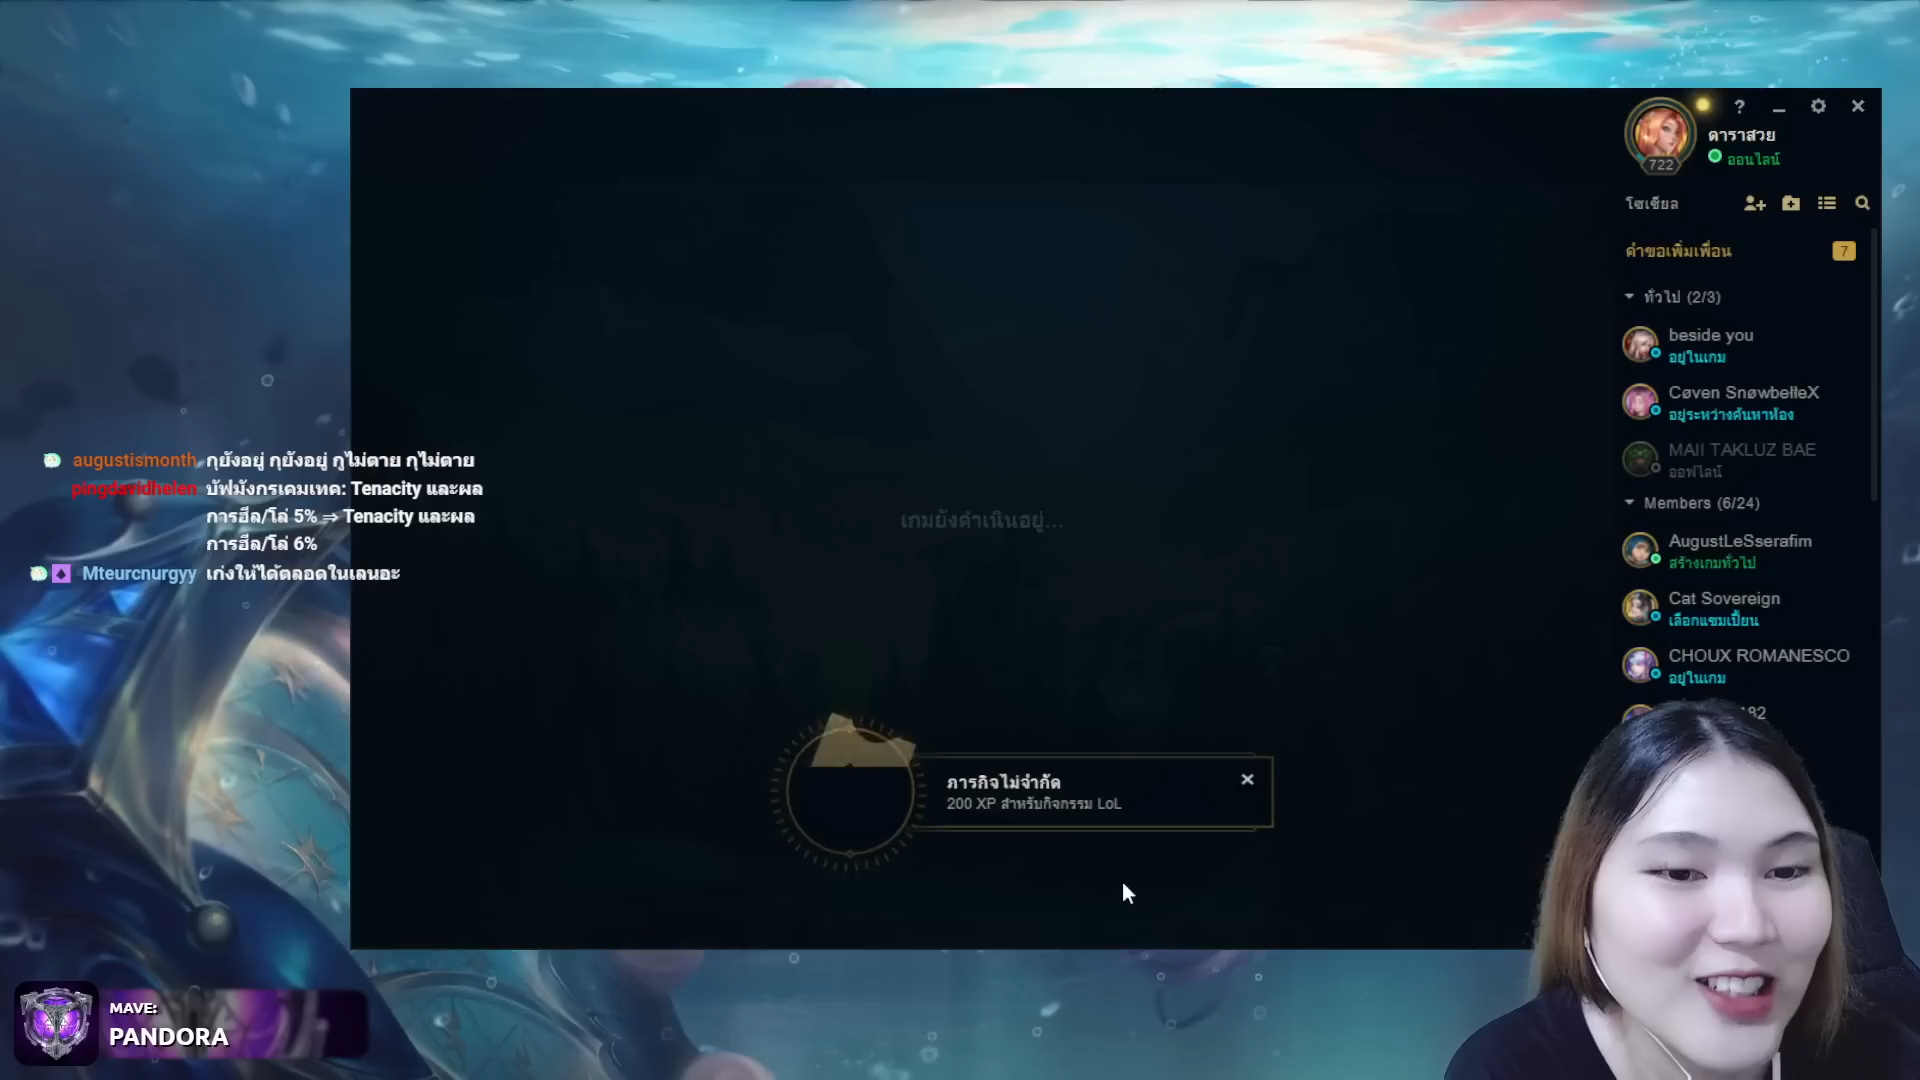 ดาราสวย
722
ออนไลน์
โซเชียล
คำขอเพิ่มเพื่อน
7
ทั่วไป (2/3)
beside you
อยู่ในเกม
Cøven SnøwbełłeX
อยู่ระหว่างค้นหาห้อง
MAII TAKLUZ BAE
ออฟไลน์
Members (6/24)
AugustLeSserafim
สร้างเกมทั่วไป
Cat Sovereign
เลือกแชมเปี้ยน
CHOUX ROMANESCO
อยู่ในเกม
augustismonth กุยังอยู่ กุยังอยู่ กูไม่ตาย กุไม่ตาย
pingdavidhelen บัฟมังกรเคมเทค: Tenacity และผล
การฮีล/โล่ 5% ⇒ Tenacity และผล
การฮีล/โล่ 6%
Mteurcnurgyy เก่งให้ได้ตลอดในเลนอะ
เกมยังดำเนินอยู่...
ภารกิจไม่จำกัด
200 XP สำหรับกิจกรรม LoL
MAVE:
PANDORA